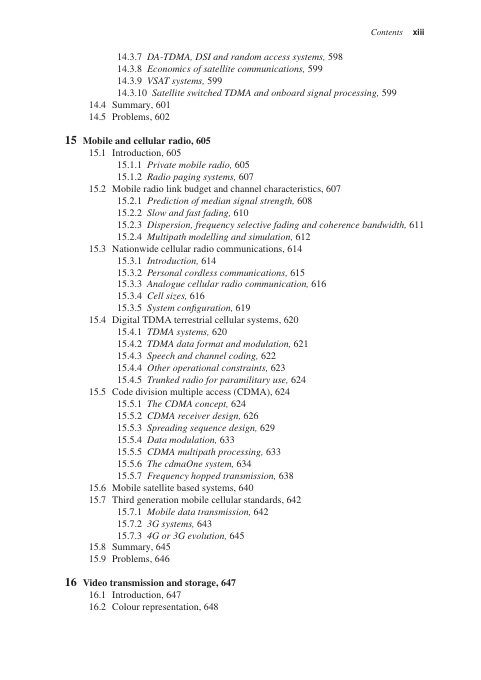 Contents xiii
14.3.7 DA-TDMA, DSI and random access systems, 598
14.3.8 Economics of satellite communications, 599
14.3.9 VSAT systems, 599
14.3.10 Satellite switched TDMA and onboard signal processing, 599
14.4 Summary, 601
14.5 Problems, 602
15 Mobile and cellular radio, 605
15.1 Introduction, 605
15.1.1 Private mobile radio, 605
15.1.2 Radio paging systems, 607
15.2 Mobile radio link budget and channel characteristics, 607
15.2.1 Prediction of median signal strength, 608
15.2.2 Slow and fast fading, 610
15.2.3 Dispersion, frequency selective fading and coherence bandwidth, 611
15.2.4 Multipath modelling and simulation, 612
15.3 Nationwide cellular radio communications, 614
15.3.1 Introduction, 614
15.3.2 Personal cordless communications, 615
15.3.3 Analogue cellular radio communication, 616
15.3.4 Cell sizes, 616
15.3.5 System configuration, 619
15.4 Digital TDMA terrestrial cellular systems, 620
15.4.1 TDMA systems, 620
15.4.2 TDMA data format and modulation, 621
15.4.3 Speech and channel coding, 622
15.4.4 Other operational constraints, 623
15.4.5 Trunked radio for paramilitary use, 624
15.5 Code division multiple access (CDMA), 624
15.5.1 The CDMA concept, 624
15.5.2 CDMA receiver design, 626
15.5.3 Spreading sequence design, 629
15.5.4 Data modulation, 633
15.5.5 CDMA multipath processing, 633
15.5.6 The cdmaOne system, 634
15.5.7 Frequency hopped transmission, 638
15.6 Mobile satellite based systems, 640
15.7 Third generation mobile cellular standards, 642
15.7.1 Mobile data transmission, 642
15.7.2 3G systems, 643
15.7.3 4G or 3G evolution, 645
15.8 Summary, 645
15.9 Problems, 646
16 Video transmission and storage, 647
16.1 Introduction, 647
16.2 Colour representation, 648